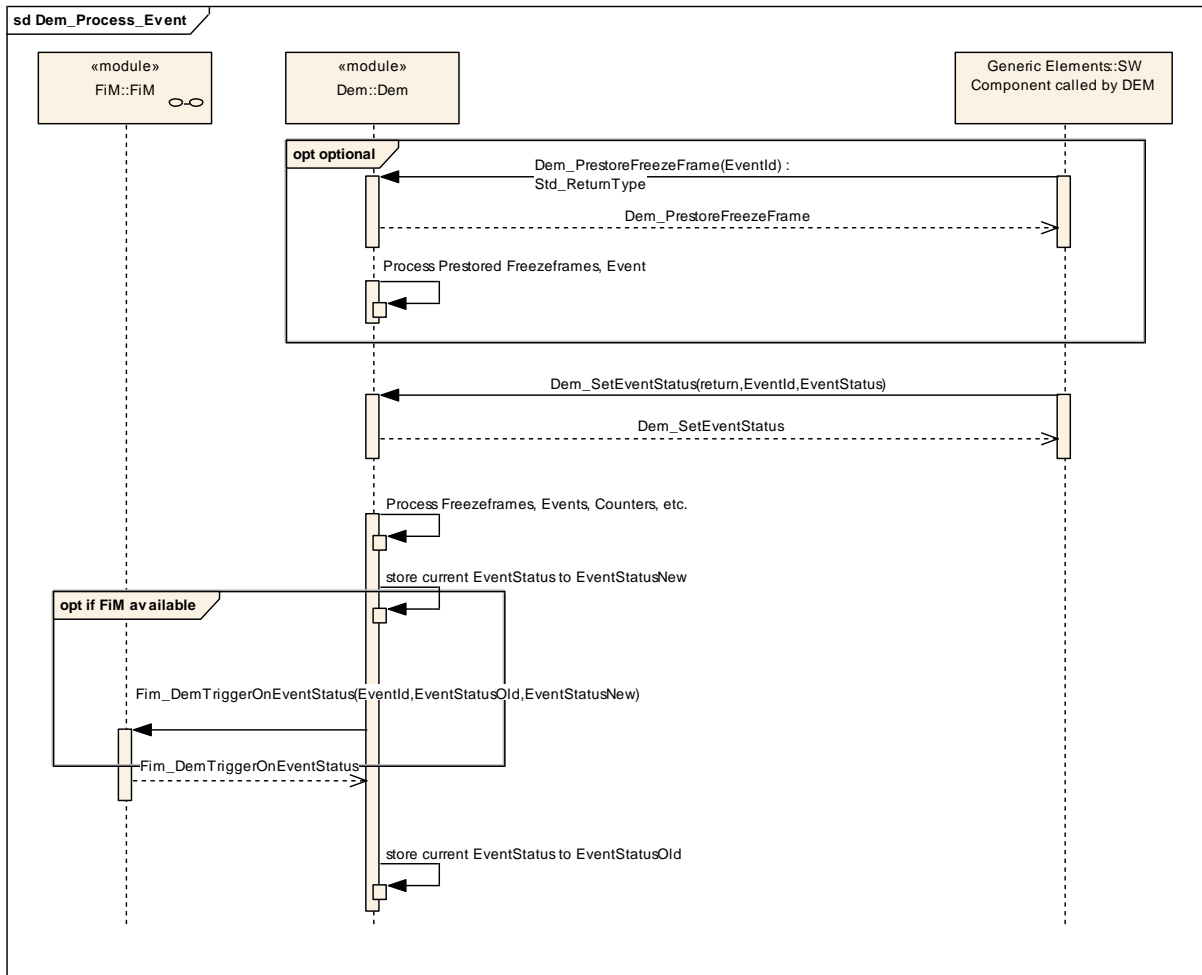 sd Dem_Process_Event
«module»
FiM::FiM
«module»
Dem::Dem
Generic Elements::SW
Component called by DEM
opt optional
Dem_PrestoreFreezeFrame(EventId) :
Std_ReturnType
Dem_PrestoreFreezeFrame
Process Prestored Freezeframes, Event
Dem_SetEventStatus(return,EventId,EventStatus)
Dem_SetEventStatus
Process Freezeframes, Events, Counters, etc.
store current EventStatus to EventStatusNew
opt if FiM available
Fim_DemTriggerOnEventStatus(EventId,EventStatusOld,EventStatusNew)
Fim_DemTriggerOnEventStatus
store current EventStatus to EventStatusOld